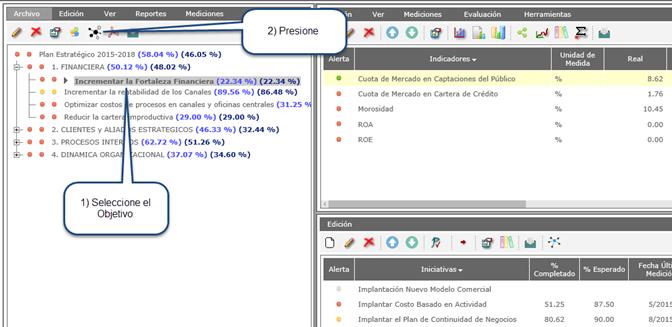 Archivo Edición Ver Reportes Mediciones
2) Presione
Plan Estratégico 2015-2018 (58.04 %) (46.05 %)
1. FINANCIERA (50.12 %) (48.02 %)
Incrementar la Fortaleza Financiera (22.34 %) (22.34 %)
Incrementar la rentabilidad de los Canales (89.56 %) (86.48 %)
Optimizar costos de procesos en canales y oficinas centrales (31.25 %
Reducir la cartera improductiva (29.00 %) (29.00 %)
2. CLIENTES y ALIADOS ESTRATEGICOS (46.33 %) (32.44 %)
3. PROCESOS INTERNOS (62.72 %) (51.26 %)
4. DINAMICA ORGANIZACIONAL (37.07 %) (34.60 %)
1) Seleccione el
Objetivo
Ver Mediciones Evaluación Herramientas
Alerta Indicadores Unidad de Medida Real
Cuota de Mercado en Captaciones del Público % 8.62
Cuota de Mercado en Cartera de Crédito % 1.76
Morosidad % 10.45
ROA % 0.00
ROE % 0.00
Edición
Alerta Iniciativas % Completado % Esperado Fecha Últi Medició
Implantación Nuevo Modelo Comercial
Implantar Costo Basado en Actividad 51.25 87.50 5/2015
Implantar el Plan de Continuidad de Negocios 80.62 90.00 8/2015